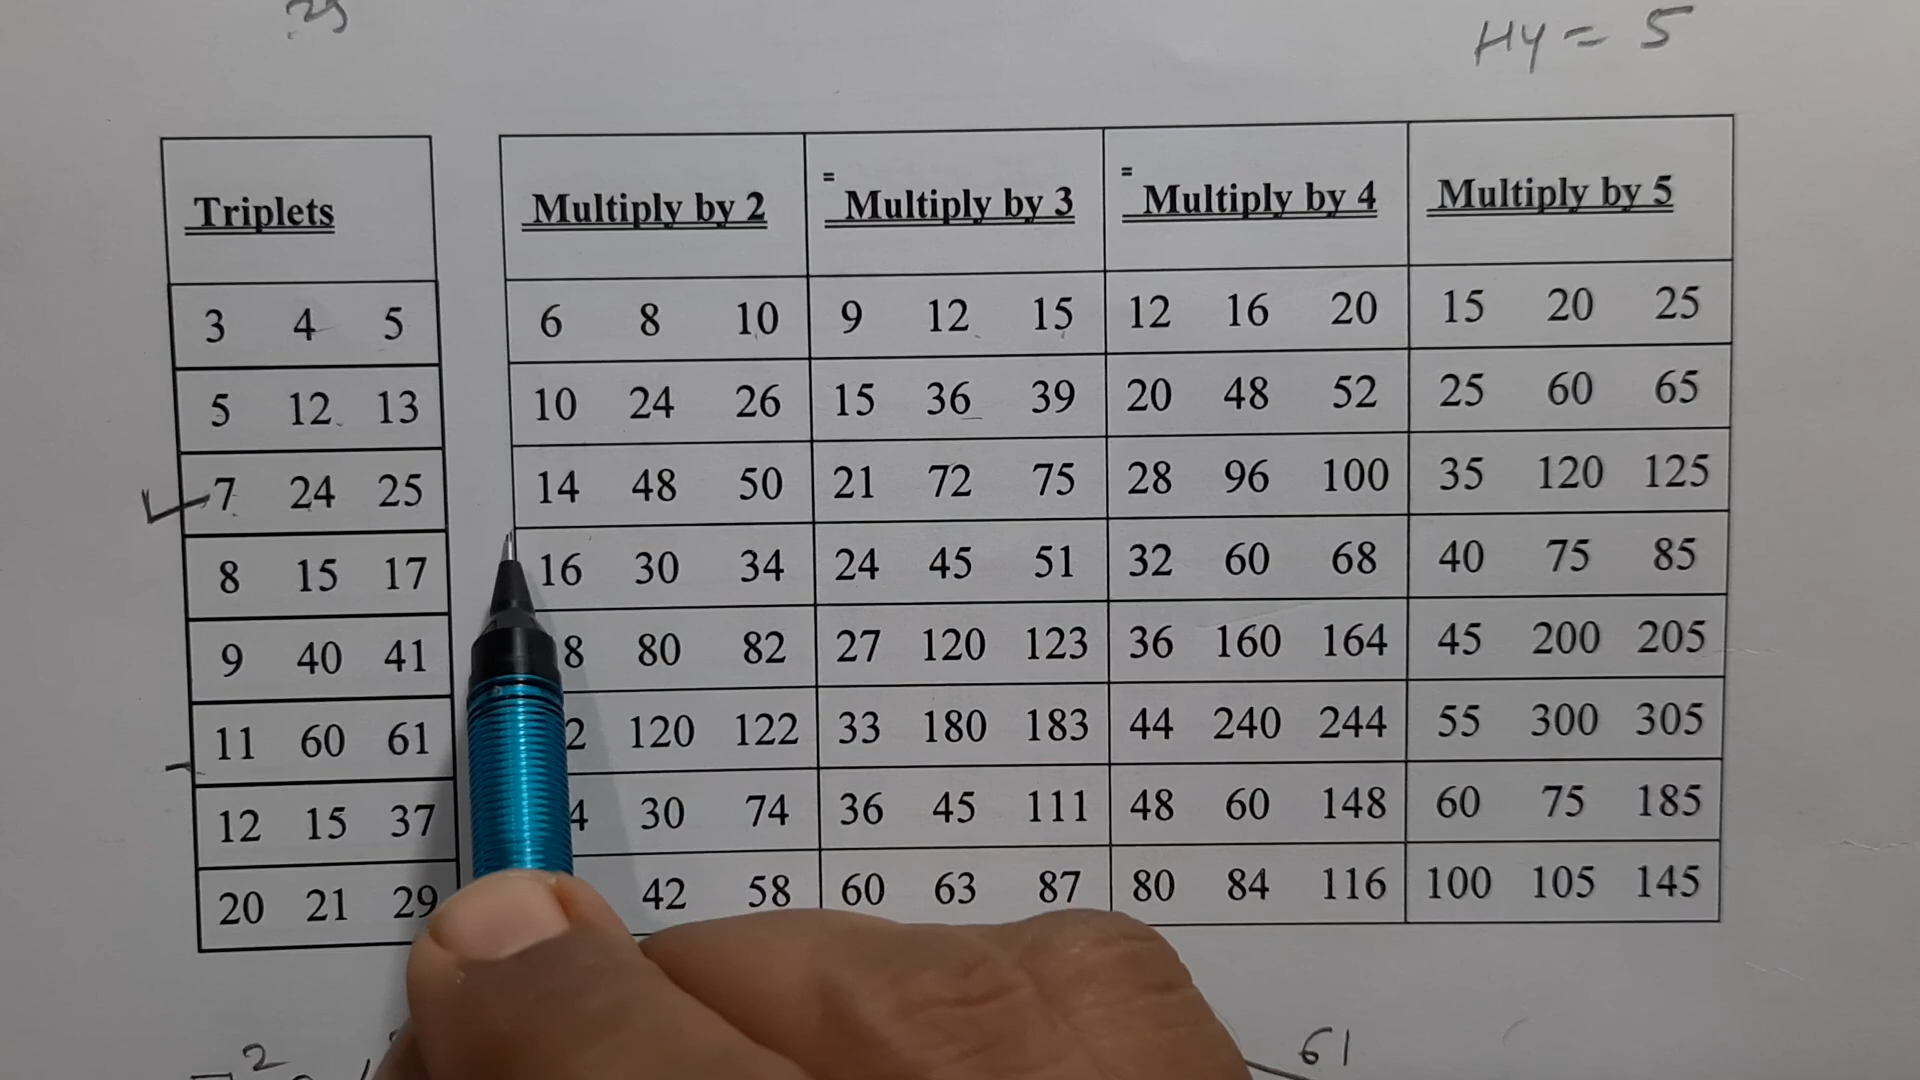 25
Hy = 5
Triplets Multiply by 2 = Multiply by 3 = Multiply by 4 Multiply by 5
3 4 5 6 8 10 9 12 15 12 16 20 15 20 25
5 12 13 10 24 26 15 36 39 20 48 52 25 60 65
7 24 25 14 48 50 21 72 75 28 96 100 35 120 125
8 15 17 16 30 34 24 45 51 32 60 68 40 75 85
9 40 41 8 80 82 27 120 123 36 160 164 45 200 205
11 60 61 2 120 122 33 180 183 44 240 244 55 300 305
12 15 37 4 30 74 36 45 111 48 60 148 60 75 185
20 21 29 42 58 60 63 87 80 84 116 100 105 145
2 61